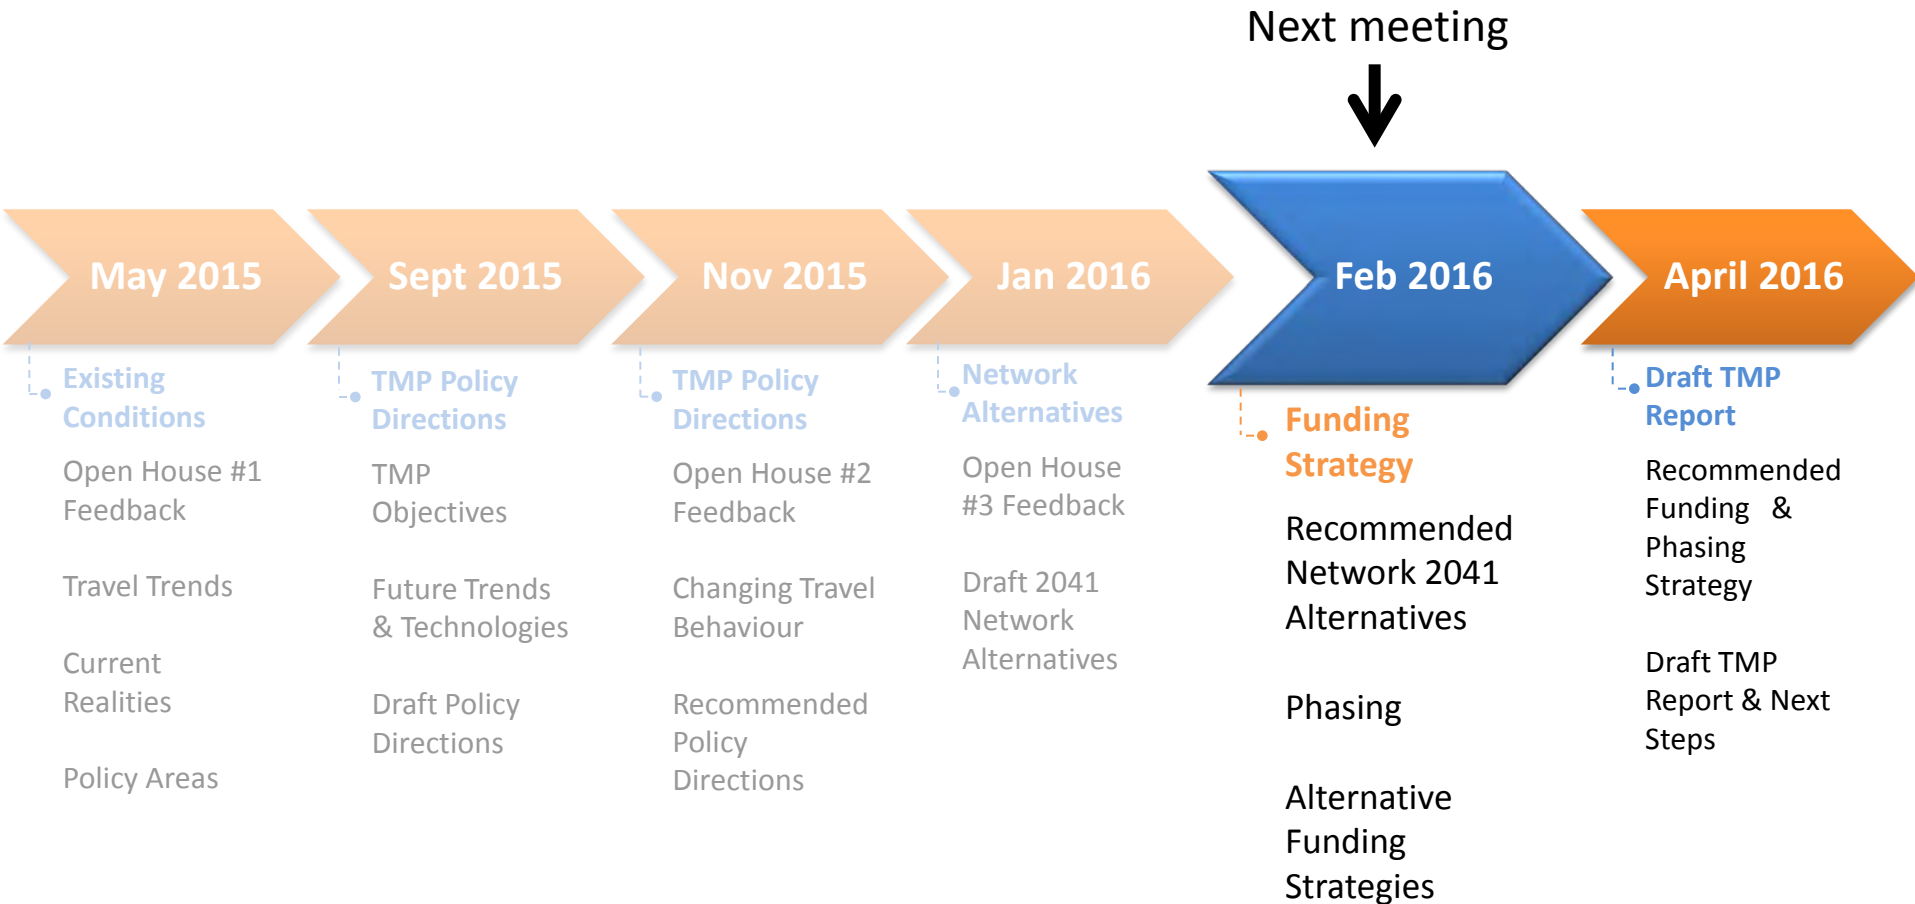 Next meeting
May 2015
Sept 2015
Nov 2015
Jan 2016
Feb 2016
April 2016
Existing
Conditions
Open House #1
Feedback
Travel Trends
Current
Realities
Policy Areas
TMP Policy
Directions
TMP
Objectives
Future Trends
& Technologies
Draft Policy
Directions
TMP Policy
Directions
Open House #2
Feedback
Changing Travel
Behaviour
Recommended
Policy
Directions
Network
Alternatives
Open House
#3 Feedback
Draft 2041
Network
Alternatives
Funding
Strategy
Recommended
Network 2041
Alternatives
Phasing
Alternative
Funding
Strategies
Draft TMP
Report
Recommended
Funding & 
Phasing
Strategy
Draft TMP
Report & Next
Steps